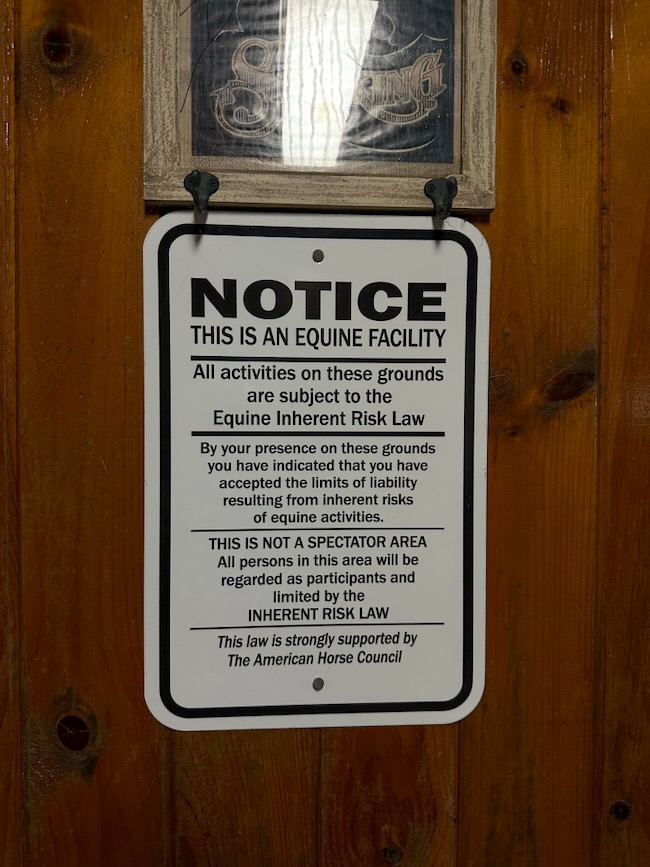 NOTICE
THIS IS AN EQUINE FACILITY
All activities on these grounds
are subject to the
Equine Inherent Risk Law
By your presence on these grounds
you have indicated that you have
accepted the limits of liability
resulting from inherent risks
of equine activities.
THIS IS NOT A SPECTATOR AREA
All persons in this area will be
regarded as participants and
limited by the
INHERENT RISK LAW
This law is strongly supported by
The American Horse Council